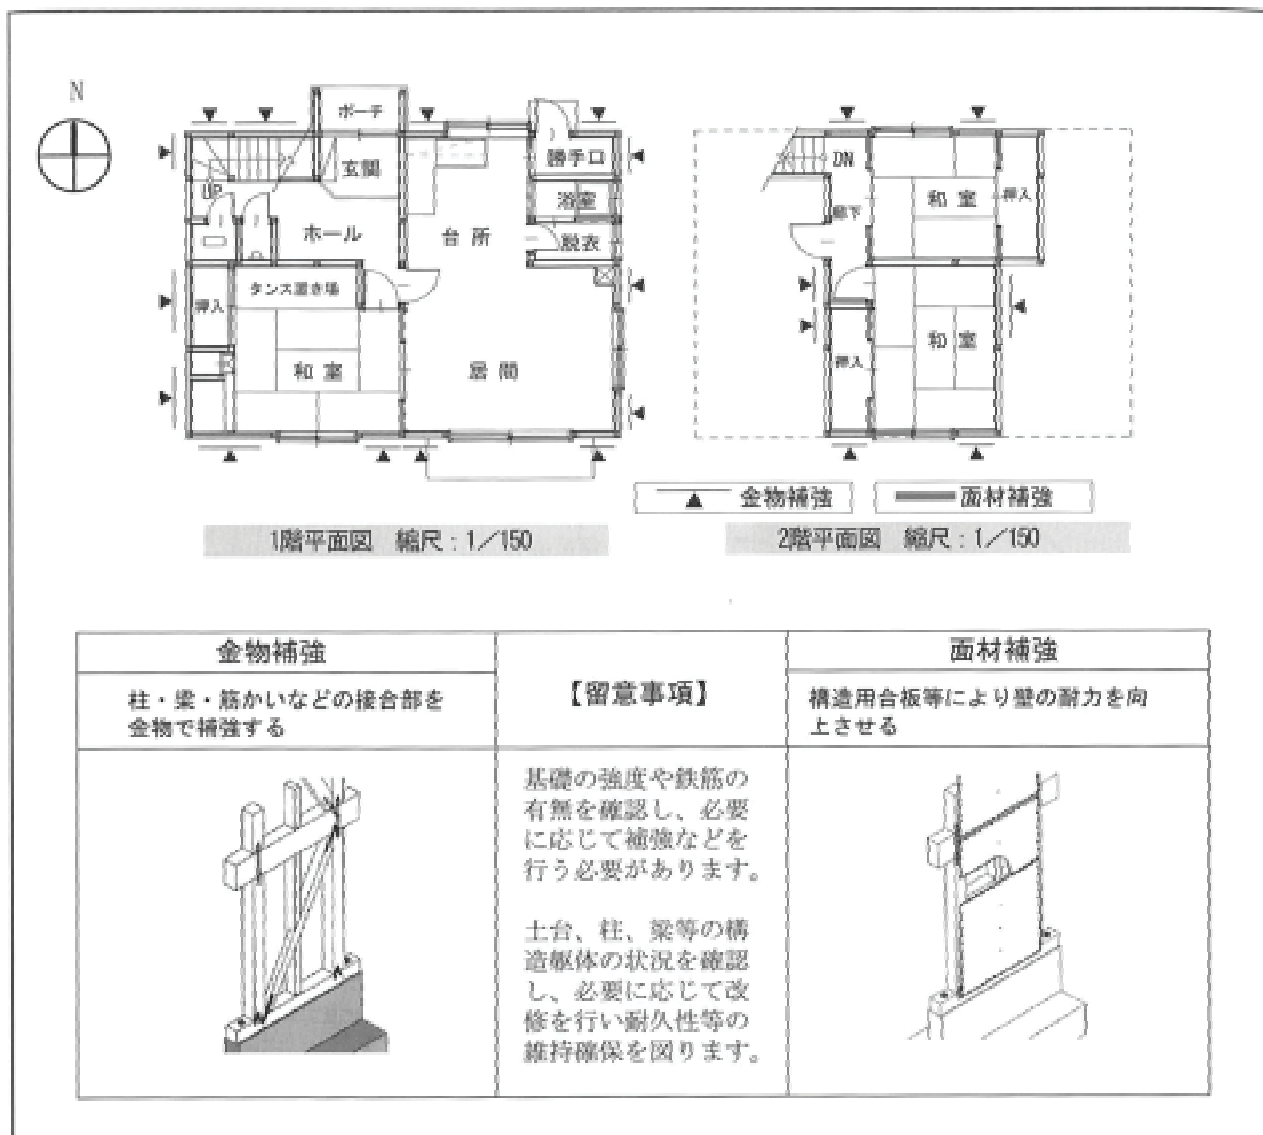 N
ポーチ
玄関
勝手口
UP
浴室
ホール
台所
脱衣
タンス置き場
押入
和室
居間
DN
和室
押入
廊下
和室
押入
金物補強
面材補強
1階平面図 縮尺：1／150
2階平面図 縮尺：1／150
金物補強
柱・梁・筋かいなどの接合部を
金物で補強する
【留意事項】
基礎の強度や鉄筋の
有無を確認し、必要
に応じて補強などを
行う必要があります。
土台、柱、梁等の構
造躯体の状況を確認
し、必要に応じて改
修を行い耐久性等の
維持確保を図ります。
面材補強
構造用合板等により壁の耐力を向
上させる